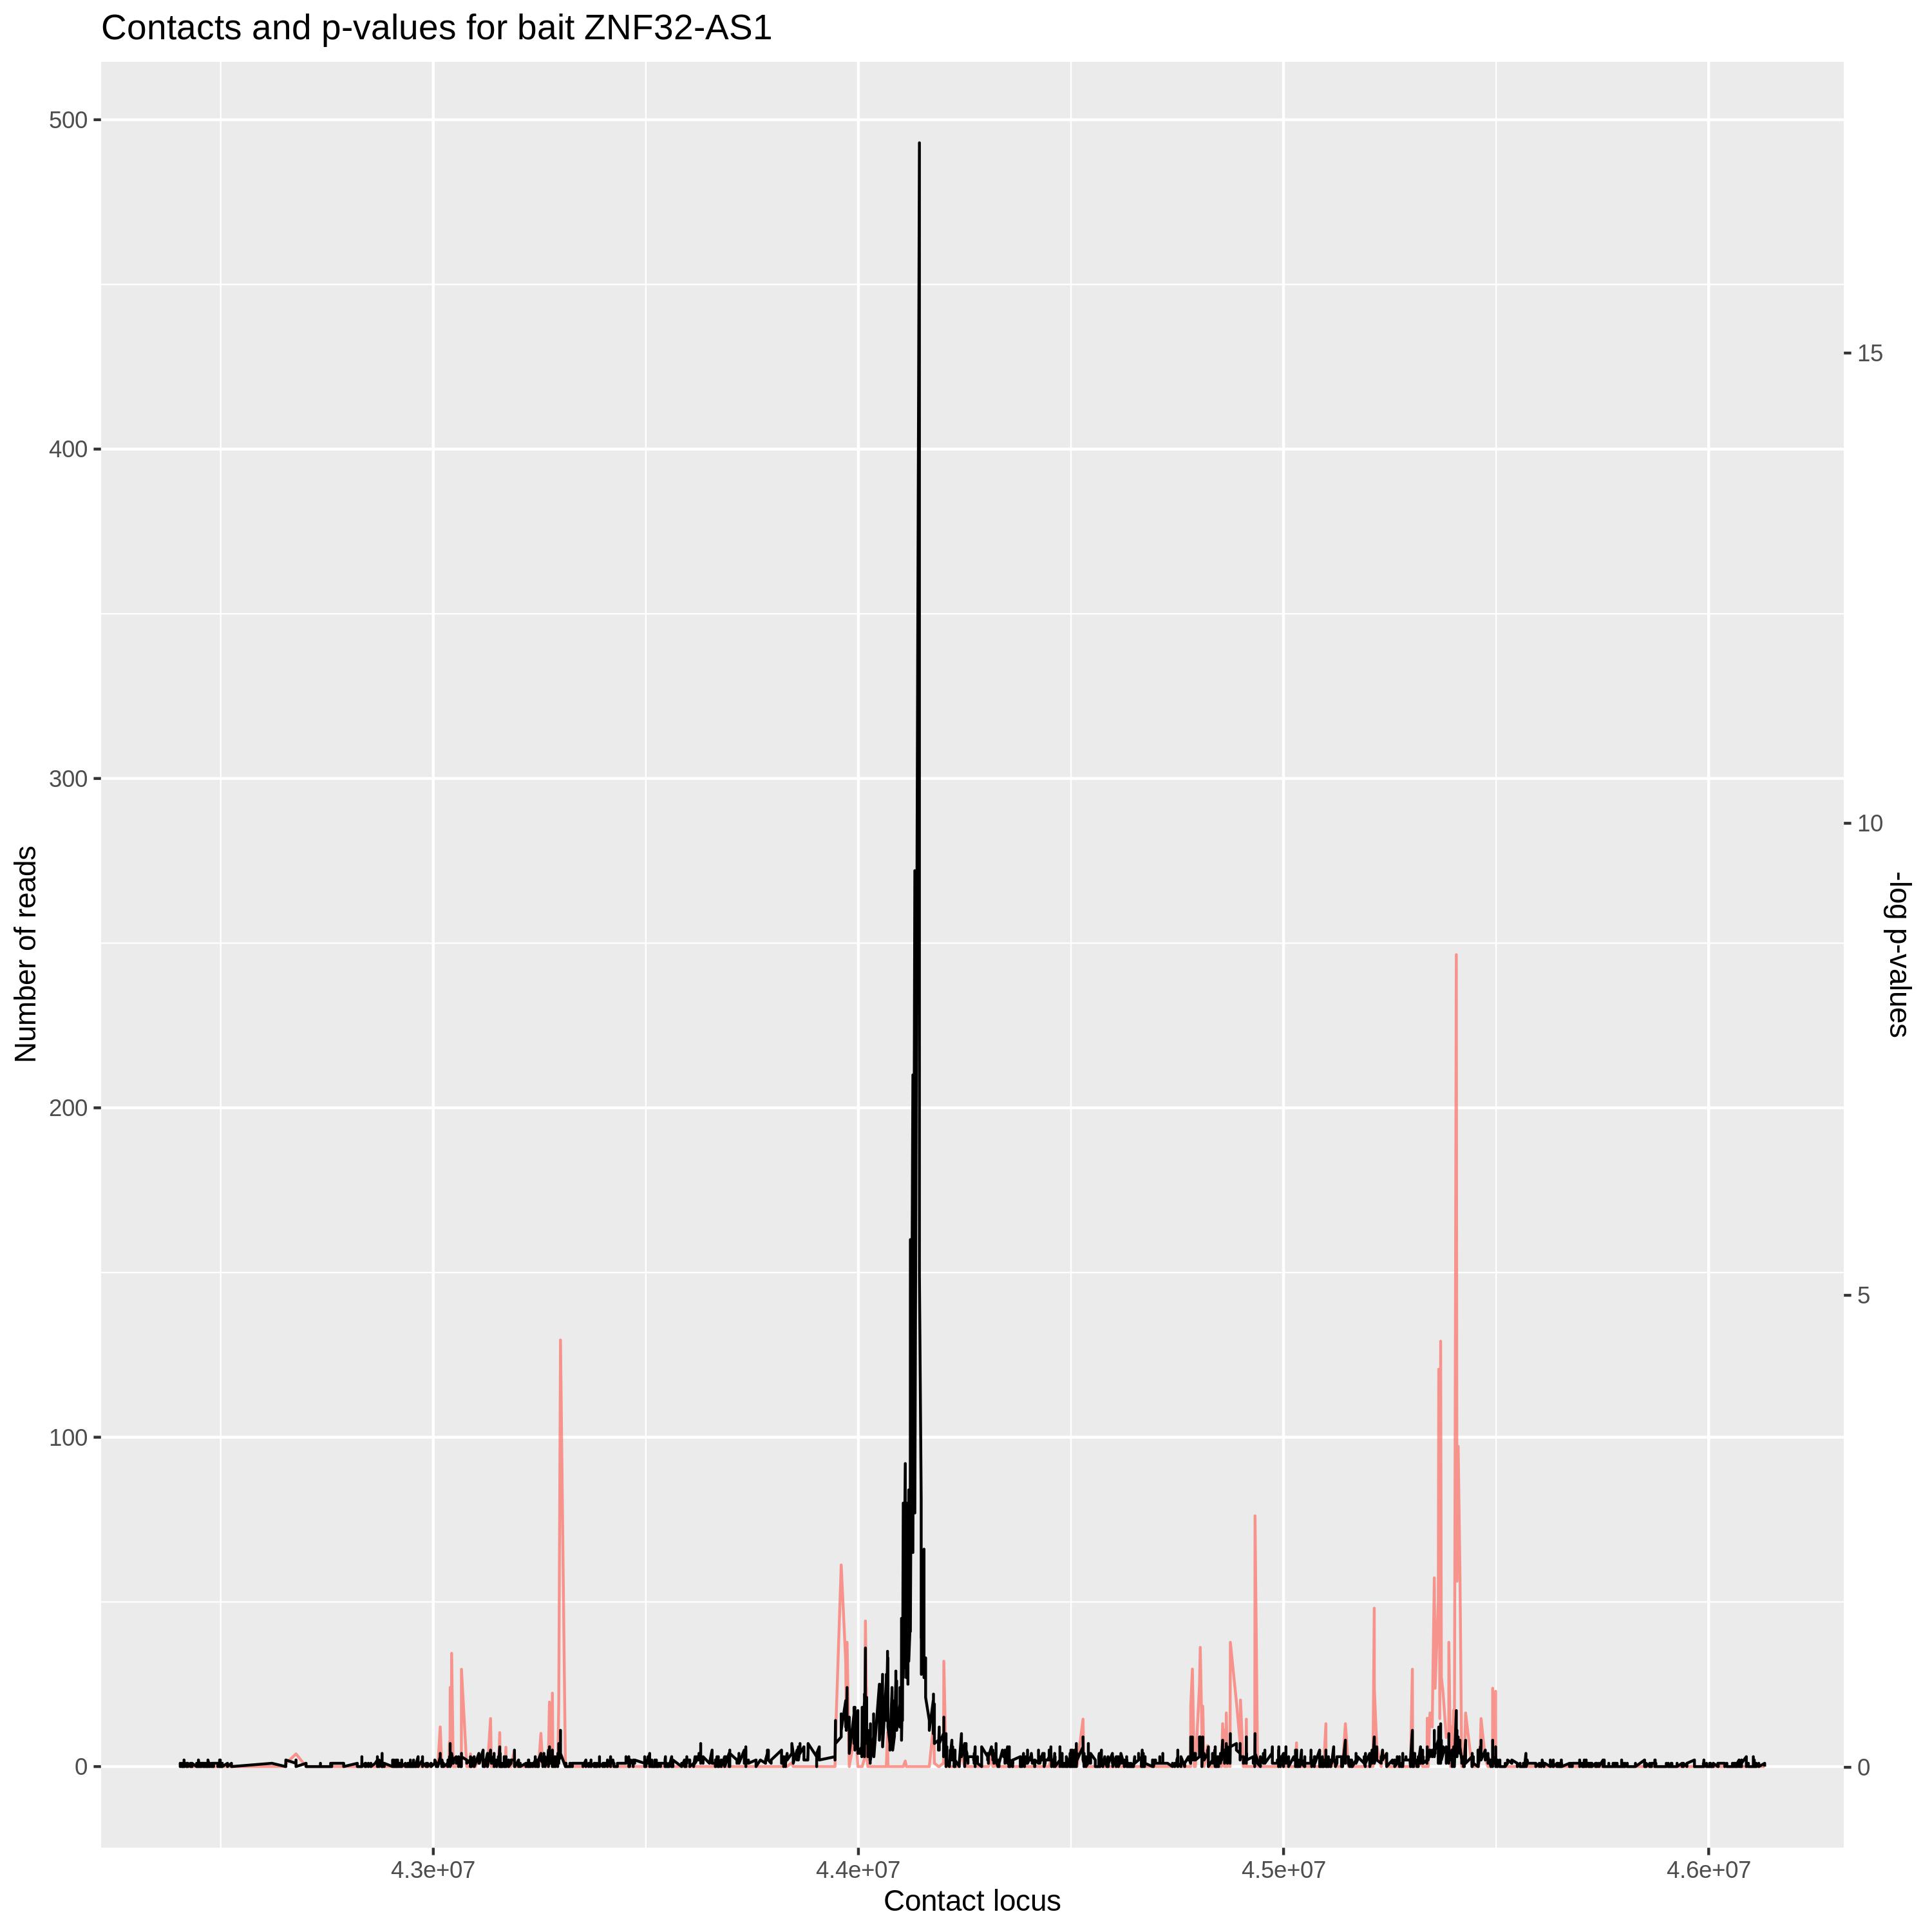 Contacts and p-values for bait ZNF32-AS1
500
400
300
200
100
0
Number of reads
15
10
5
0
-log p-values
4.3e+07
4.4e+07
4.5e+07
4.6e+07
Contact locus